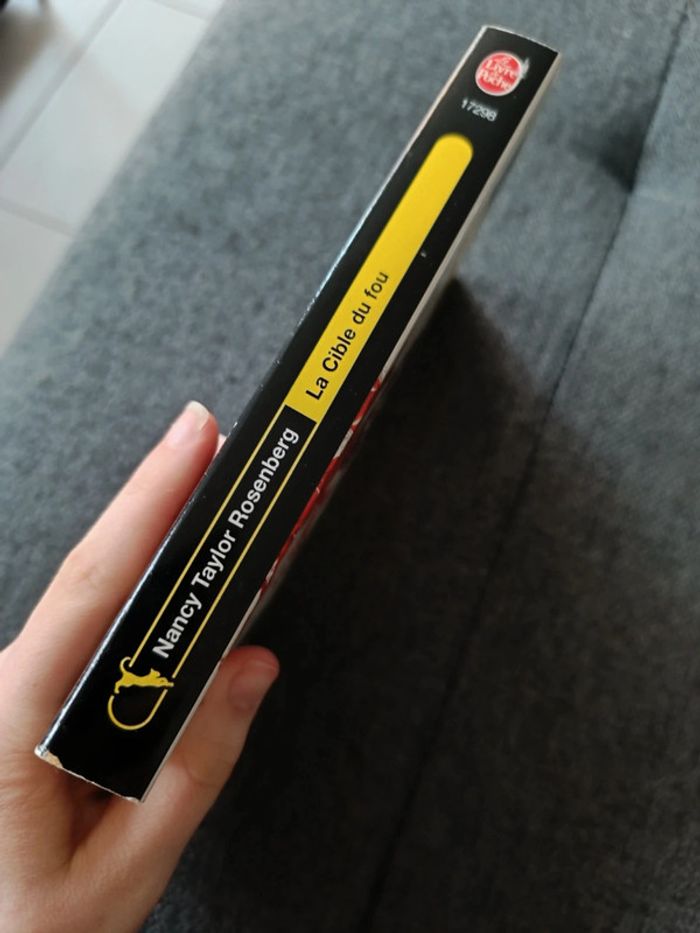 Le
Livre
de
Poche
17298
La Cible du fou
Nancy Taylor Rosenberg